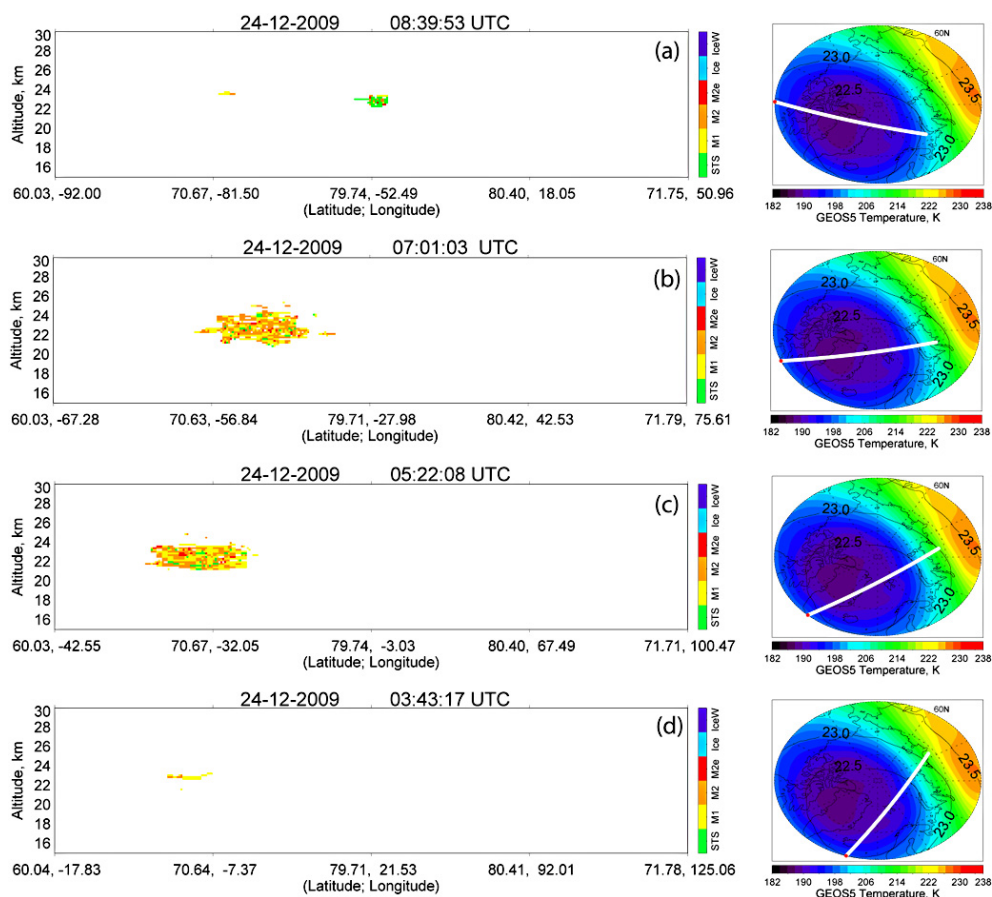 24-12-2009 08:39:53 UTC
(a)
Altitude, km
30
28
26
24
22
20
18
16
60.03, -92.00 70.67, -81.50 79.74, -52.49 80.40, 18.05 71.75, 50.96
(Latitude; Longitude)
STS M1 M2 M2e Ice IceW
60N
23.0
22.5
23.5
23.0
182 190 198 206 214 222 230 238
GEOS5 Temperature, K
24-12-2009 07:01:03 UTC
(b)
Altitude, km
30
28
26
24
22
20
18
16
60.03, -67.28 70.63, -56.84 79.71, -27.98 80.42, 42.53 71.79, 75.61
(Latitude; Longitude)
STS M1 M2 M2e Ice IceW
60N
23.0
22.5
23.5
23.0
182 190 198 206 214 222 230 238
GEOS5 Temperature, K
24-12-2009 05:22:08 UTC
(c)
Altitude, km
30
28
26
24
22
20
18
16
60.03, -42.55 70.67, -32.05 79.74, -3.03 80.40, 67.49 71.71, 100.47
(Latitude; Longitude)
STS M1 M2 M2e Ice IceW
60N
23.0
22.5
23.5
23.0
182 190 198 206 214 222 230 238
GEOS5 Temperature, K
24-12-2009 03:43:17 UTC
(d)
Altitude, km
30
28
26
24
22
20
18
16
60.04, -17.83 70.64, -7.37 79.71, 21.53 80.41, 92.01 71.78, 125.06
(Latitude; Longitude)
STS M1 M2 M2e Ice IceW
60N
23.0
22.5
23.5
23.0
182 190 198 206 214 222 230 238
GEOS5 Temperature, K